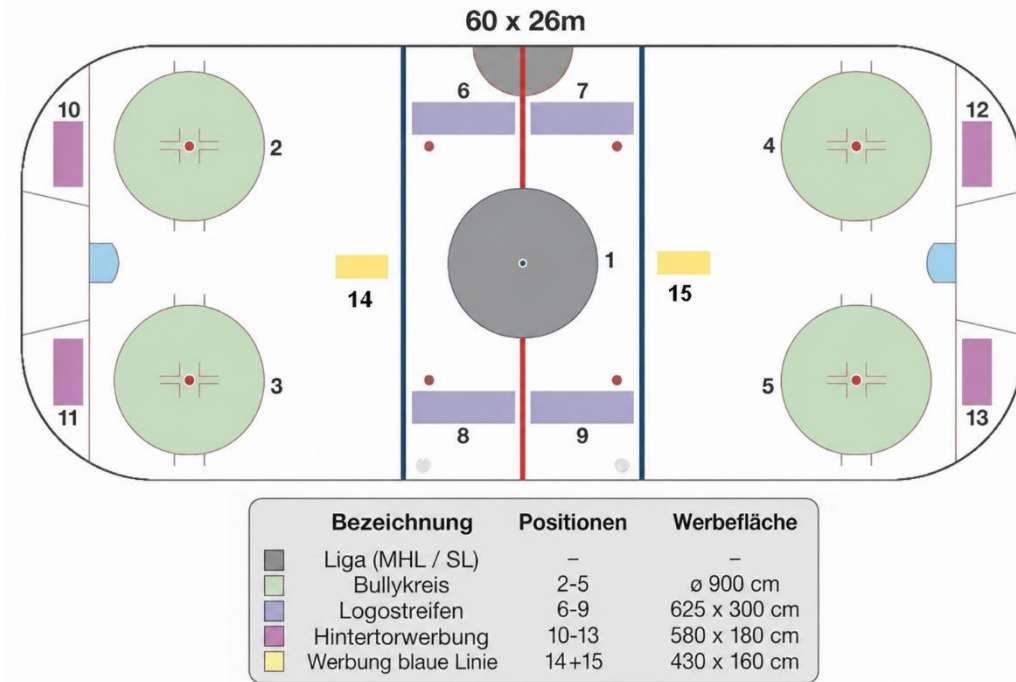 60 x 26m
6 7
10 12
2 4
1
14 15
3 5
11 8 9 13
Bezeichnung Positionen Werbefläche
Liga (MHL / SL) – –
Bullykreis 2-5 ø 900 cm
Logostreifen 6-9 625 x 300 cm
Hintertorwerbung 10-13 580 x 180 cm
Werbung blaue Linie 14+15 430 x 160 cm